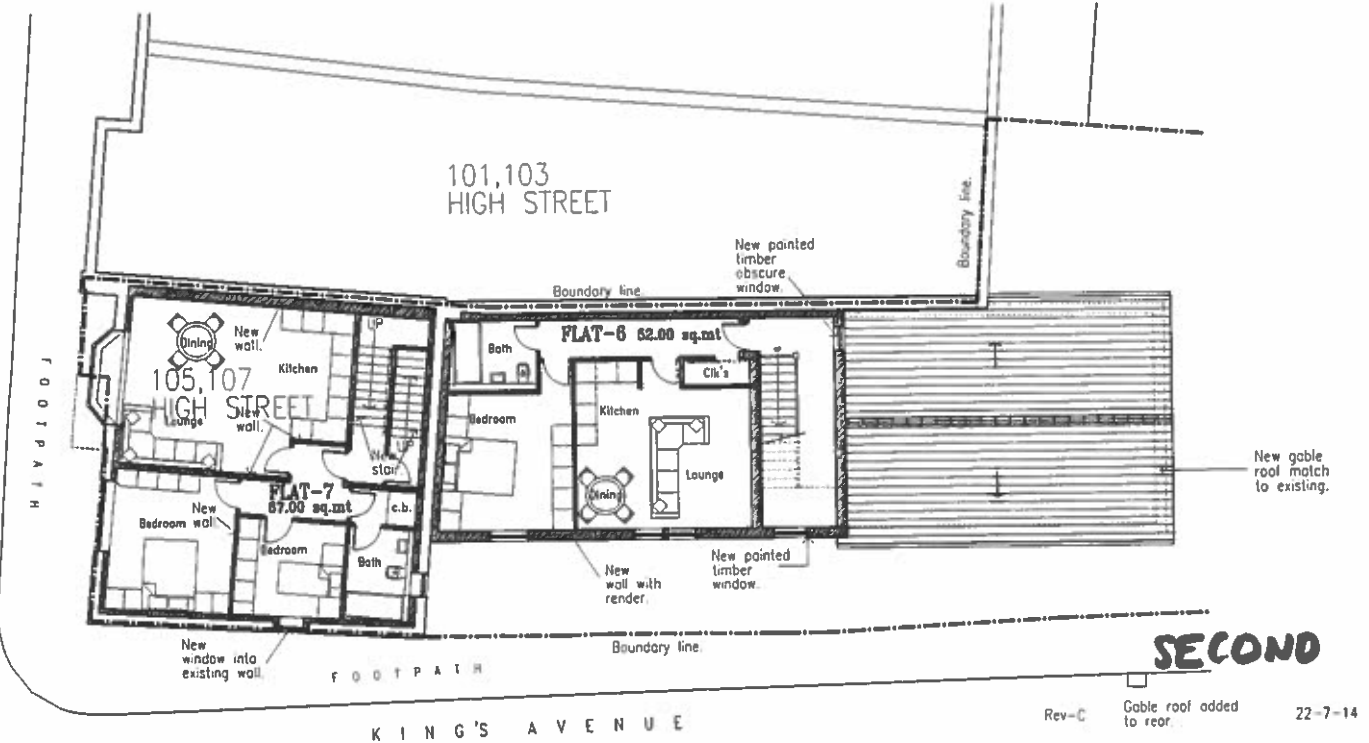 101,103
HIGH STREET
Boundary line.
New painted
timber
obscure
window.
Boundary line.
FLAT-6 52.00 sq.mt
Bath
Clk's
Bedroom
Kitchen
Lounge
Dining
UP
New
wall.
Dining
Kitchen
105,107
HIGH STREET
New
wall.
Lounge
UP
New
stair.
FLAT-7
67.00 sq.mt
c.b.
New
wall
Bedroom
Bedroom
Bath
FOOTPATH
New gable
roof match
to existing.
New
wall with
render.
New painted
timber
window.
New
window into
existing wall.
Boundary line.
FOOTPATH
KING'S AVENUE
SECOND
Rev-C
Gable roof added
to rear.
22-7-14